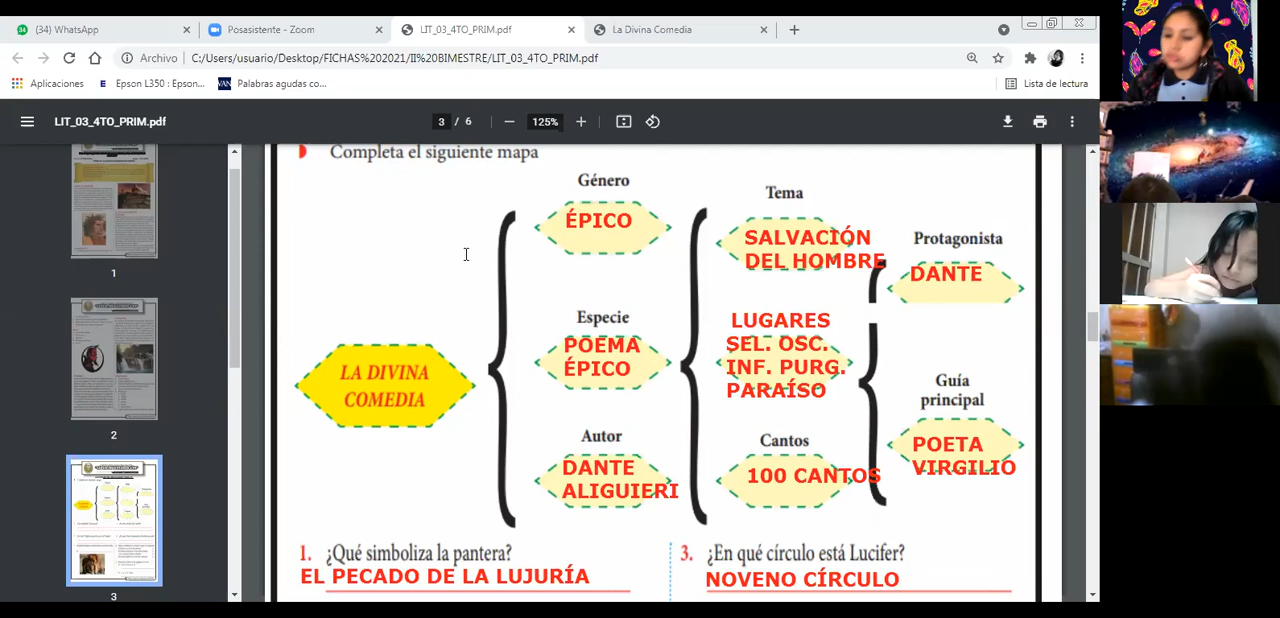 (34) WhatsApp
Posasistente - Zoom
LIT_03_4TO_PRIM.pdf
La Divina Comedia
Archivo
C:/Users/usuario/Desktop/FICHAS%202021/II%20BIMESTRE/LIT_03_4TO_PRIM.pdf
Aplicaciones
Epson L350 : Epson...
VAN
Palabras agudas co...
Lista de lectura
LIT_03_4TO_PRIM.pdf
3 / 6
125%
1
2
3
Completa el siguiente mapa
LA DIVINA
COMEDIA
Género
ÉPICO
Especie
POEMA
ÉPICO
Autor
DANTE
ALIGUIERI
Tema
SALVACIÓN
DEL HOMBRE
LUGARES
SEL. OSC.
INF. PURG.
PARAÍSO
Cantos
100 CANTOS
Protagonista
DANTE
Guía
principal
POETA
VIRGILIO
1. ¿Qué simboliza la pantera?
EL PECADO DE LA LUJURÍA
3. ¿En qué círculo está Lucifer?
NOVENO CÍRCULO